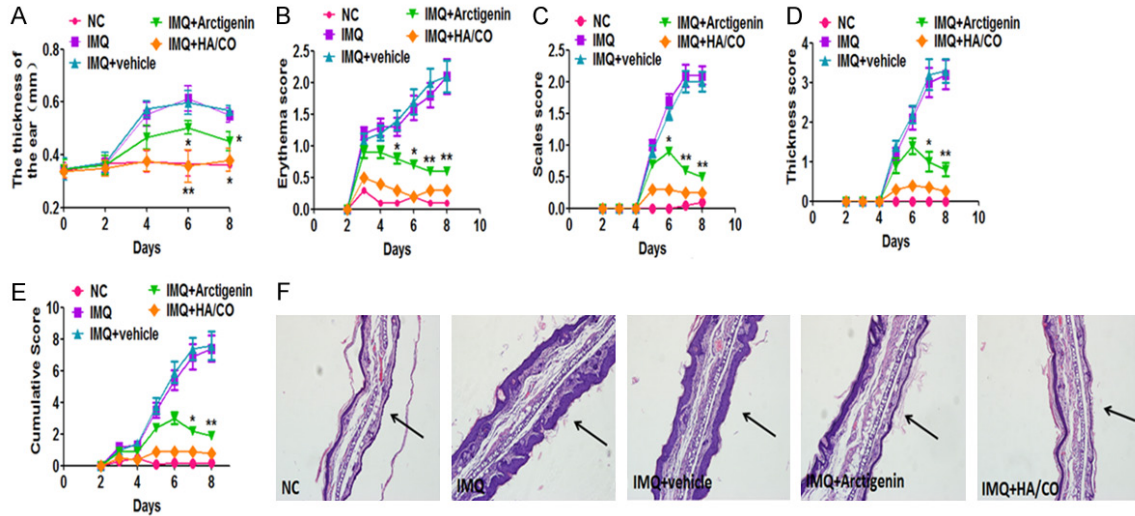 A
NC
IMQ
IMQ+vehicle
IMQ+Arctigenin
IMQ+HA/CO
The thickness of
the ear (mm)
0.8
0.6
0.4
0.2
0 2 4 6 8
Days
*
**
*
*
B
NC
IMQ
IMQ+vehicle
IMQ+Arctigenin
IMQ+HA/CO
Erythema score
3.0
2.5
2.0
1.5
1.0
0.5
0.0
0 2 4 6 8 10
Days
* * ** **
C
NC
IMQ
IMQ+vehicle
IMQ+Arctigenin
IMQ+HA/CO
Scales score
2.5
2.0
1.5
1.0
0.5
0.0
0 2 4 6 8 10
Days
* ** **
D
NC
IMQ
IMQ+vehicle
IMQ+Arctigenin
IMQ+HA/CO
Thickness score
4
3
2
1
0
0 2 4 6 8 10
Days
* **
E
NC
IMQ
IMQ+vehicle
IMQ+Arctigenin
IMQ+HA/CO
Cumulative Score
10
8
6
4
2
0
0 2 4 6 8 10
Days
* **
F
NC
IMQ
IMQ+vehicle
IMQ+Arctigenin
IMQ+HA/CO